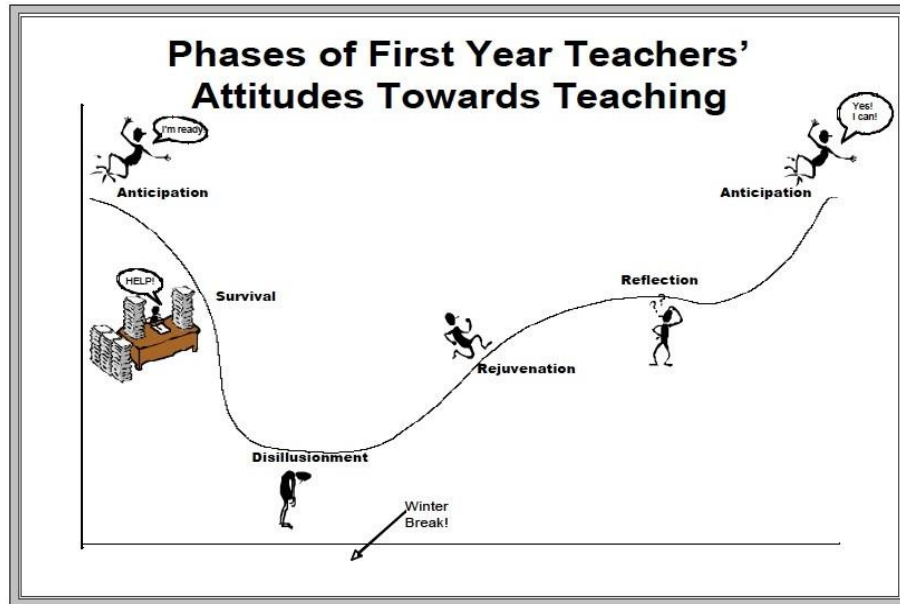 Phases of First Year Teachers'
Attitudes Towards Teaching
I'm ready!
Anticipation
HELP!
Survival
Disillusionment
Winter
Break!
Rejuvenation
Reflection
? ?
? ?
Yes!
I can!
Anticipation